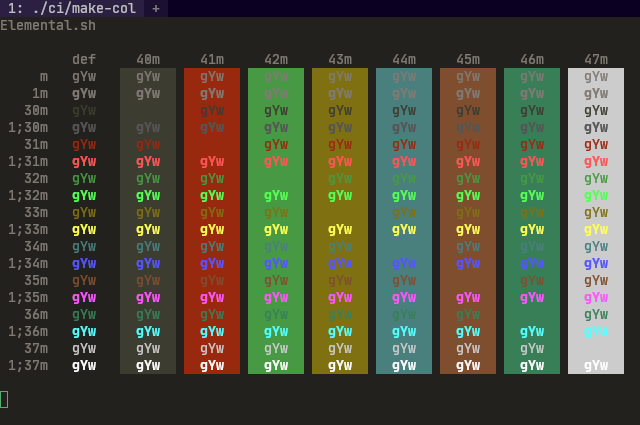 1: ./ci/make-col +
Elemental.sh
def 40m 41m 42m 43m 44m 45m 46m 47m
m gYw gYw gYw gYw gYw gYw gYw gYw gYw
1m gYw gYw gYw gYw gYw gYw gYw gYw gYw
30m gYw gYw gYw gYw gYw gYw gYw gYw gYw
1;30m gYw gYw gYw gYw gYw gYw gYw gYw gYw
31m gYw gYw gYw gYw gYw gYw gYw gYw gYw
1;31m gYw gYw gYw gYw gYw gYw gYw gYw gYw
32m gYw gYw gYw gYw gYw gYw gYw gYw gYw
1;32m gYw gYw gYw gYw gYw gYw gYw gYw gYw
33m gYw gYw gYw gYw gYw gYw gYw gYw gYw
1;33m gYw gYw gYw gYw gYw gYw gYw gYw gYw
34m gYw gYw gYw gYw gYw gYw gYw gYw gYw
1;34m gYw gYw gYw gYw gYw gYw gYw gYw gYw
35m gYw gYw gYw gYw gYw gYw gYw gYw gYw
1;35m gYw gYw gYw gYw gYw gYw gYw gYw gYw
36m gYw gYw gYw gYw gYw gYw gYw gYw gYw
1;36m gYw gYw gYw gYw gYw gYw gYw gYw gYw
37m gYw gYw gYw gYw gYw gYw gYw gYw
1;37m gYw gYw gYw gYw gYw gYw gYw gYw gYw